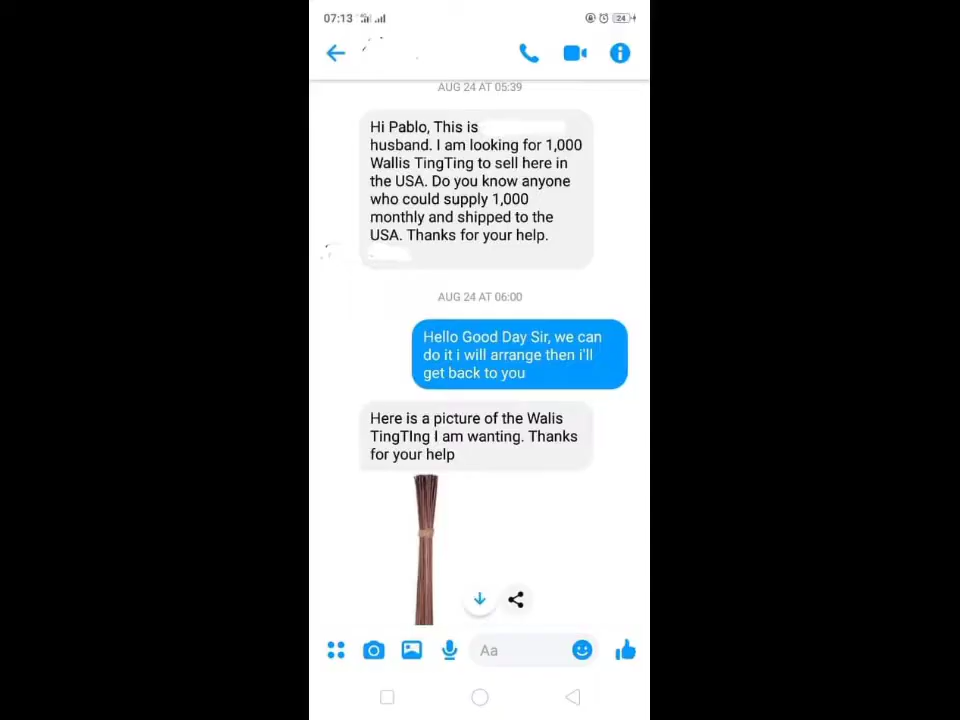 07:13
24
AUG 24 AT 05:39
Hi Pablo, This is
husband. I am looking for 1,000
Wallis TingTing to sell here in
the USA. Do you know anyone
who could supply 1,000
monthly and shipped to the
USA. Thanks for your help.
AUG 24 AT 06:00
Hello Good Day Sir, we can
do it i will arrange then i'll
get back to you
Here is a picture of the Walis
TingTIng I am wanting. Thanks
for your help
Aa